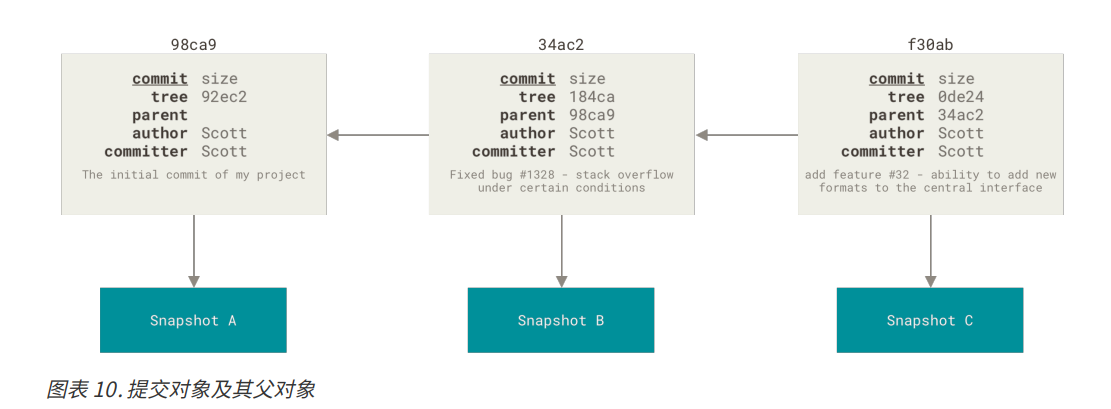 98ca9
commit size
tree 92ec2
parent
author Scott
committer Scott
The initial commit of my project
Snapshot A
34ac2
commit size
tree 184ca
parent 98ca9
author Scott
committer Scott
Fixed bug #1328 - stack overflow
under certain conditions
Snapshot B
f30ab
commit size
tree 0de24
parent 34ac2
author Scott
committer Scott
add feature #32 - ability to add new
formats to the central interface
Snapshot C
图表 10. 提交对象及其父对象